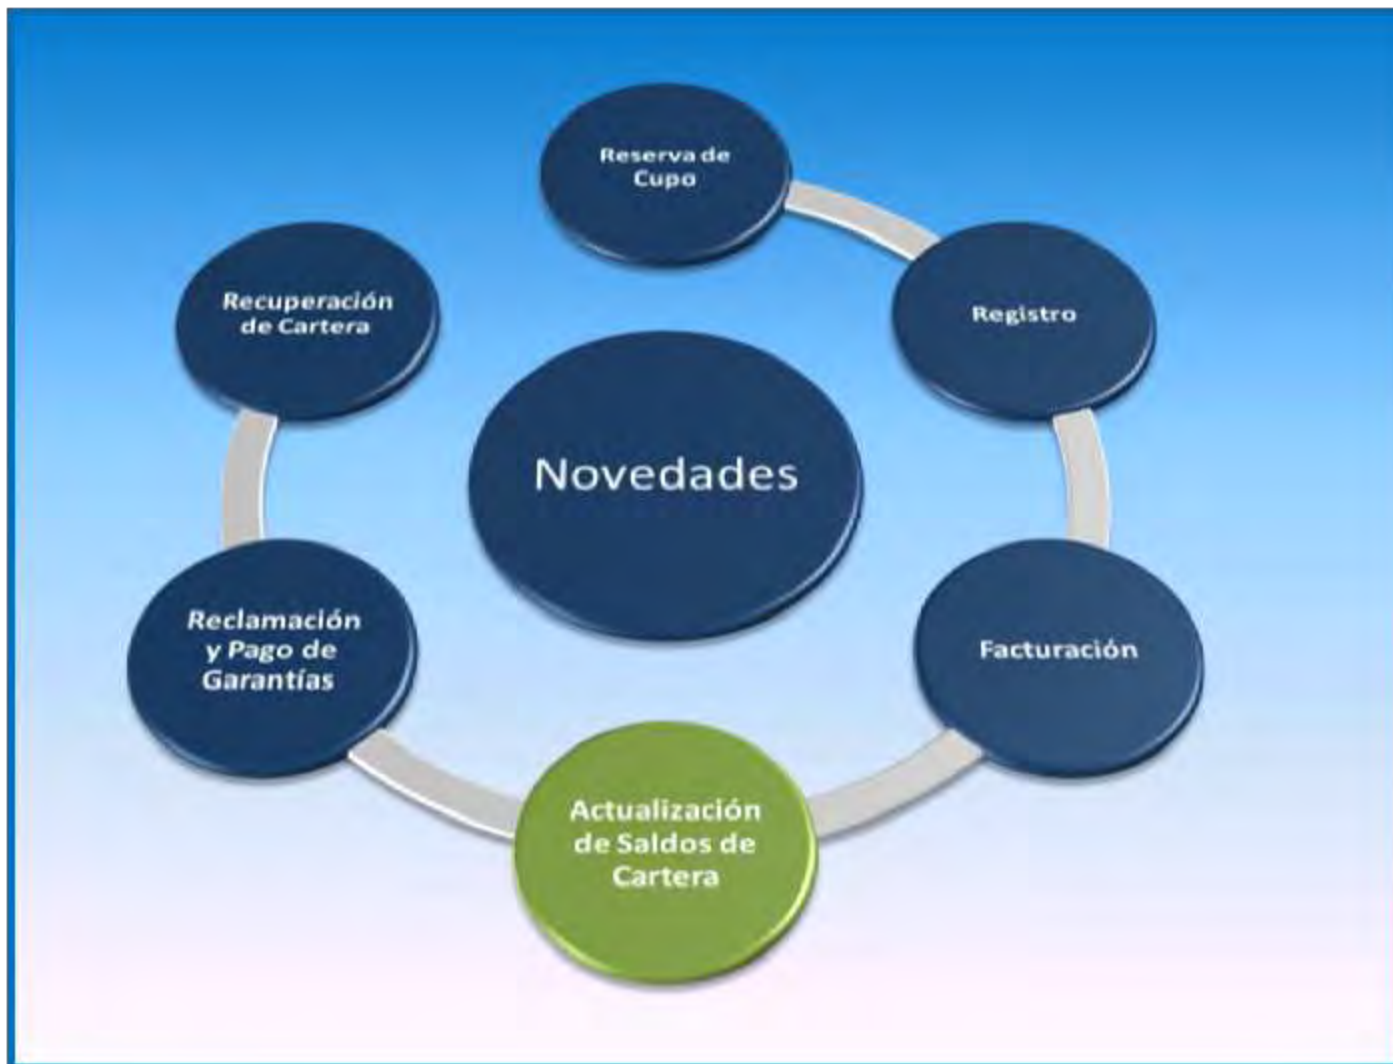 Reserva de
Cupo
Registro
Facturación
Actualización
de Saldos de
Cartera
Reclamación
y Pago de
Garantías
Recuperación
de Cartera
Novedades